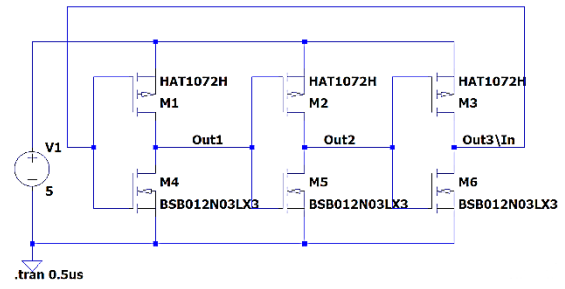 HAT1072H
M1
HAT1072H
M2
HAT1072H
M3
V1
5
Out1
Out2
Out3\In
M4
BSB012N03LX3
M5
BSB012N03LX3
M6
BSB012N03LX3
.tran 0.5us